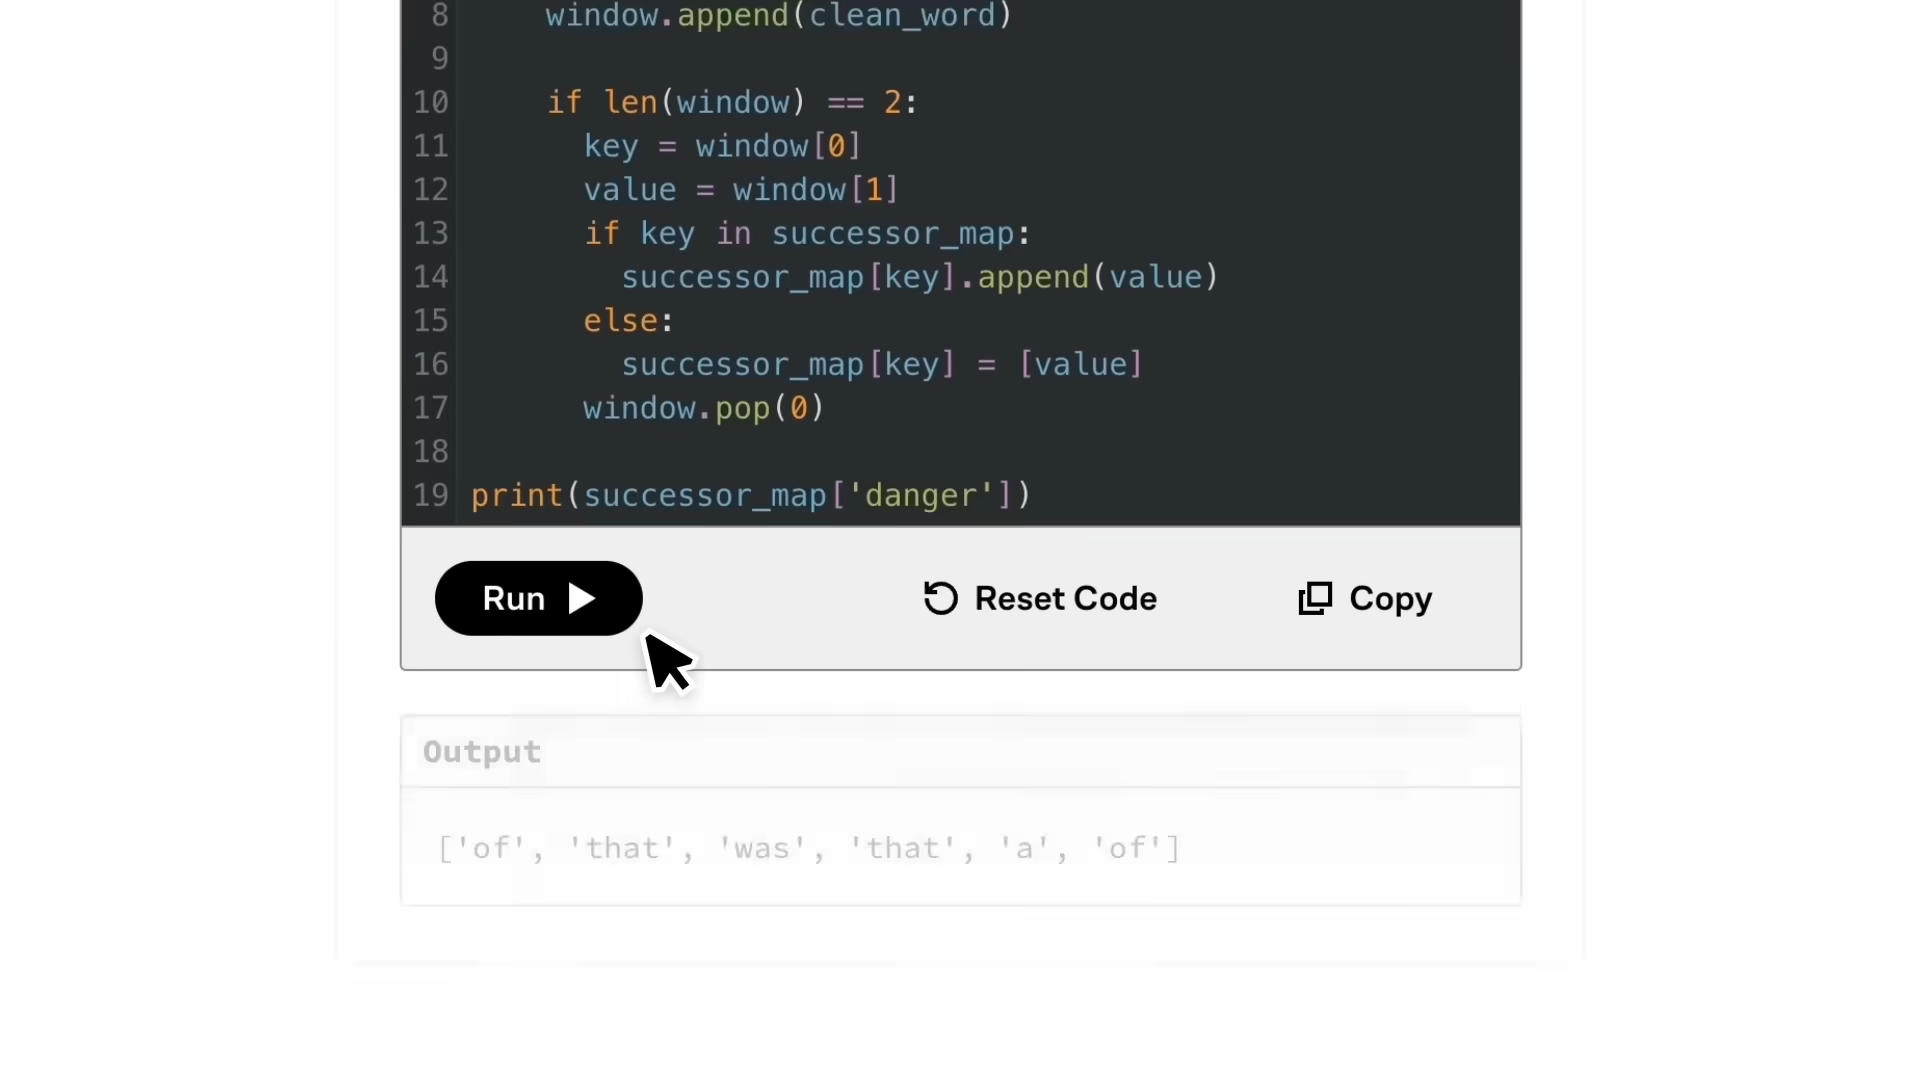 8 window.append(clean_word)
9
10 if len(window) == 2:
11 key = window[0]
12 value = window[1]
13 if key in successor_map:
14 successor_map[key].append(value)
15 else:
16 successor_map[key] = [value]
17 window.pop(0)
18
19 print(successor_map['danger'])
Run Reset Code Copy
Output
['of', 'that', 'was', 'that', 'a', 'of']